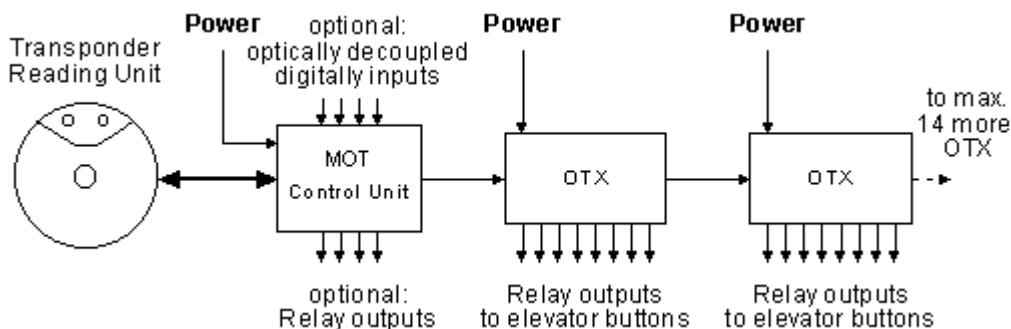 Power
optional:
optically decoupled
digitally inputs
Power
Power
Transponder
Reading Unit
to max.
14 more
OTX
MOT
Control Unit
OTX
OTX
optional:
Relay outputs
Relay outputs
to elevator buttons
Relay outputs
to elevator buttons